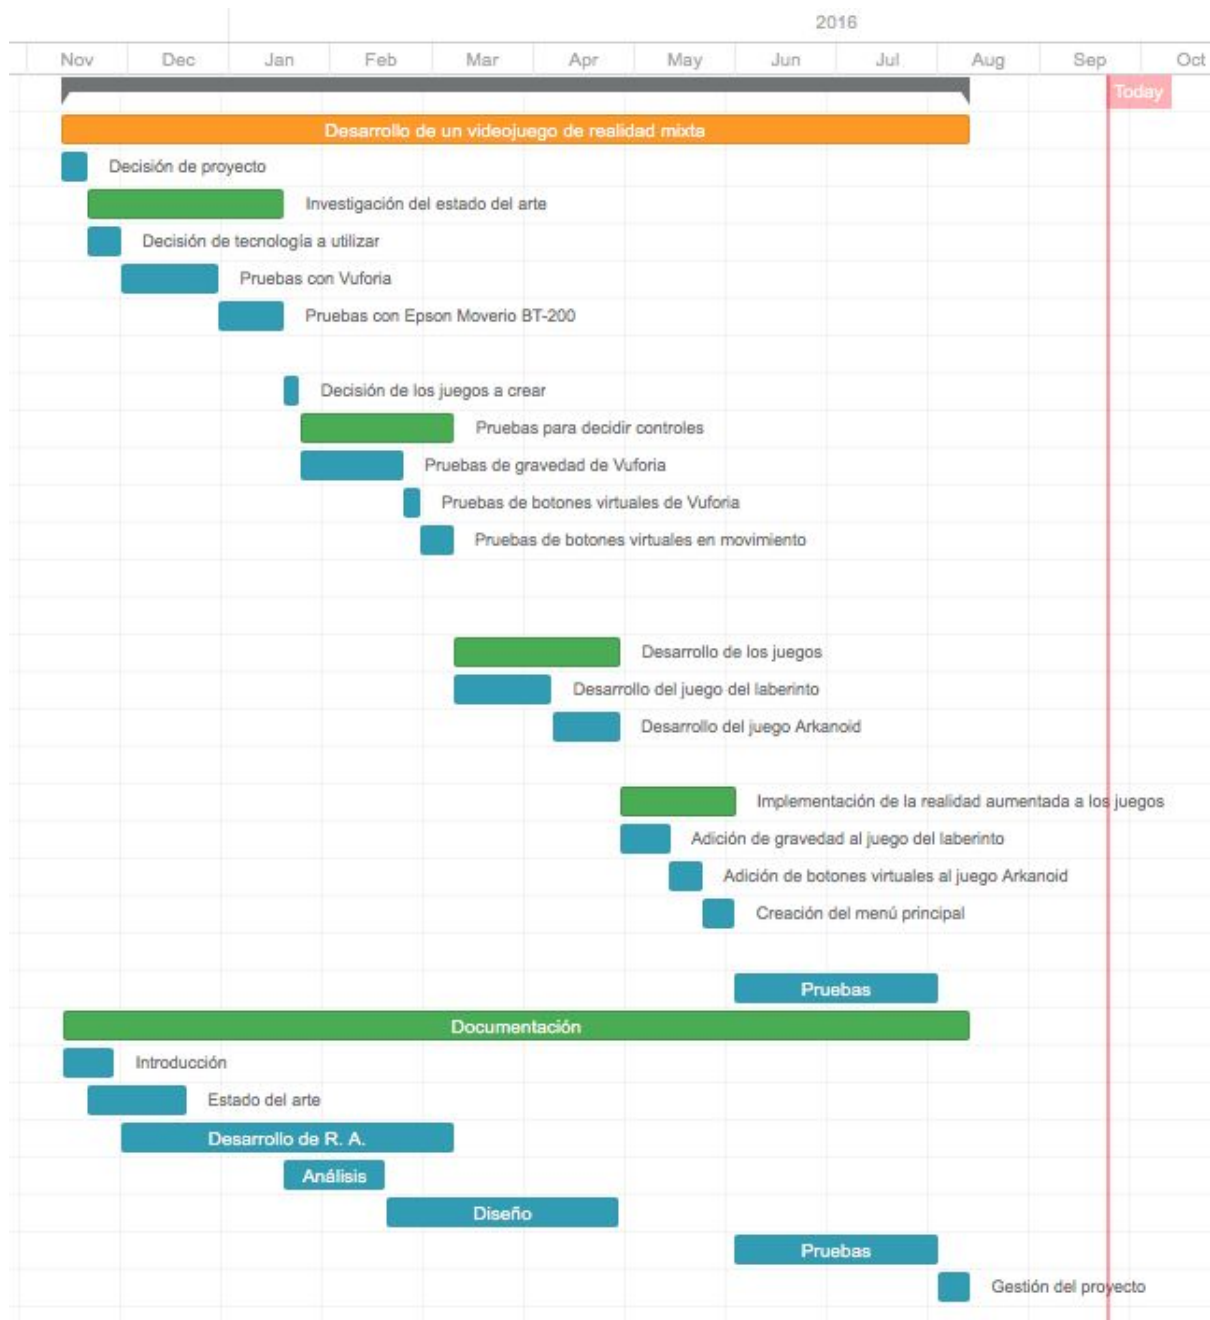 2016
Nov Dec Jan Feb Mar Apr May Jun Jul Aug Sep Oct
Today
Desarrollo de un videojuego de realidad mixta
Decisión de proyecto
Investigación del estado del arte
Decisión de tecnología a utilizar
Pruebas con Vuforia
Pruebas con Epson Moverio BT-200
Decisión de los juegos a crear
Pruebas para decidir controles
Pruebas de gravedad de Vuforia
Pruebas de botones virtuales de Vuforia
Pruebas de botones virtuales en movimiento
Desarrollo de los juegos
Desarrollo del juego del laberinto
Desarrollo del juego Arkanoid
Implementación de la realidad aumentada a los juegos
Adición de gravedad al juego del laberinto
Adición de botones virtuales al juego Arkanoid
Creación del menú principal
Pruebas
Documentación
Introducción
Estado del arte
Desarrollo de R. A.
Análisis
Diseño
Pruebas
Gestión del proyecto